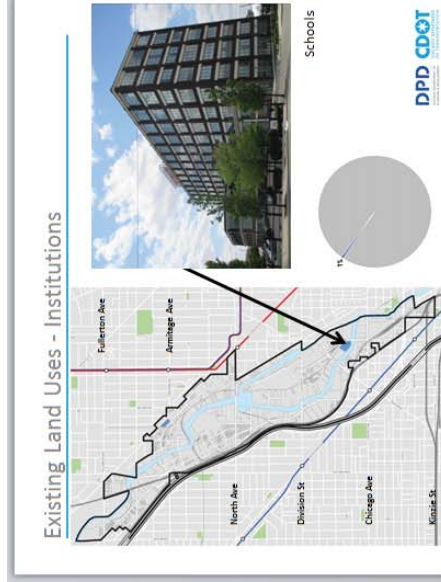 Existing Land Uses - Institutions
Fullerton Ave
Armitage Ave
North Ave
Division St
Chicago Ave
Kinzie St
Schools
1%
DPD CDOT